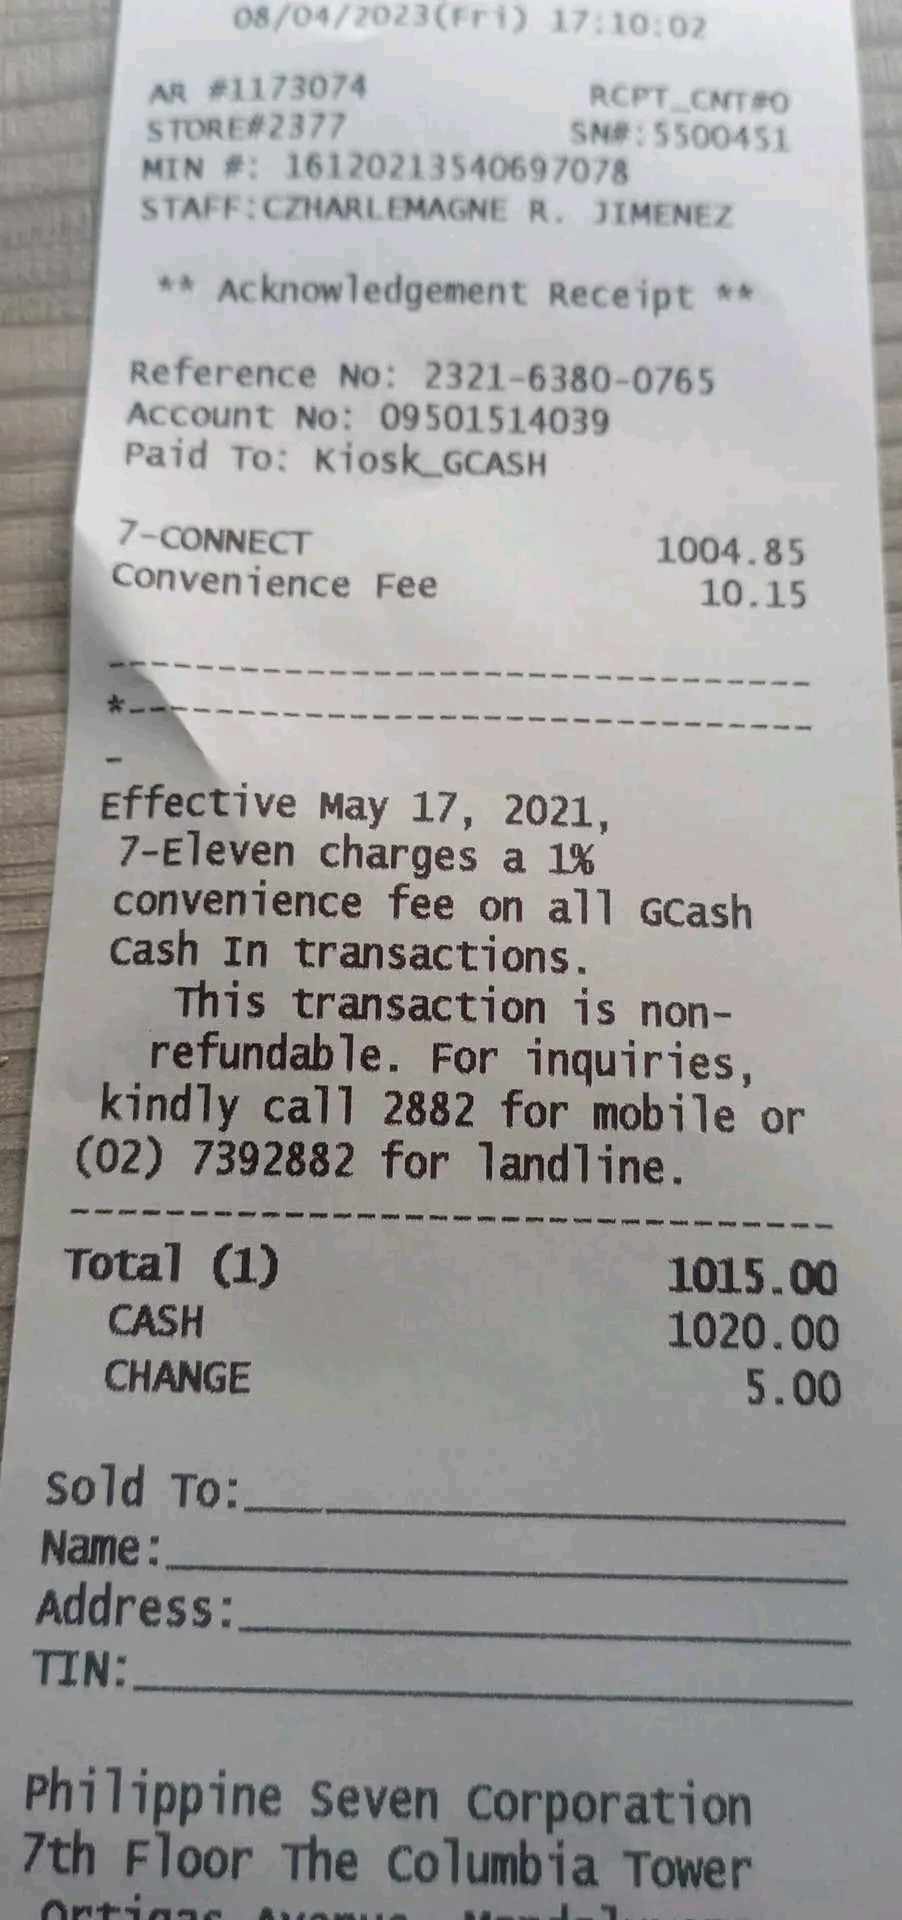 08/04/2023(Fri) 17:10:02
AR #1173074 RCPT_CNT#0
STORE#2377 SN#:5500451
MIN #: 16120213540697078
STAFF:CZHARLEMAGNE R. JIMENEZ
** Acknowledgement Receipt **
Reference No: 2321-6380-0765
Account No: 09501514039
Paid To: Kiosk_GCASH
7-CONNECT 1004.85
Convenience Fee 10.15
--------------------------------
*-------------------------------
-
Effective May 17, 2021,
7-Eleven charges a 1%
convenience fee on all GCash
Cash In transactions.
This transaction is non-
refundable. For inquiries,
kindly call 2882 for mobile or
(02) 7392882 for landline.
--------------------------------
Total (1) 1015.00
CASH 1020.00
CHANGE 5.00
Sold To:
Name:
Address:
TIN:
Philippine Seven Corporation
7th Floor The Columbia Tower
Ortigas Avenue,